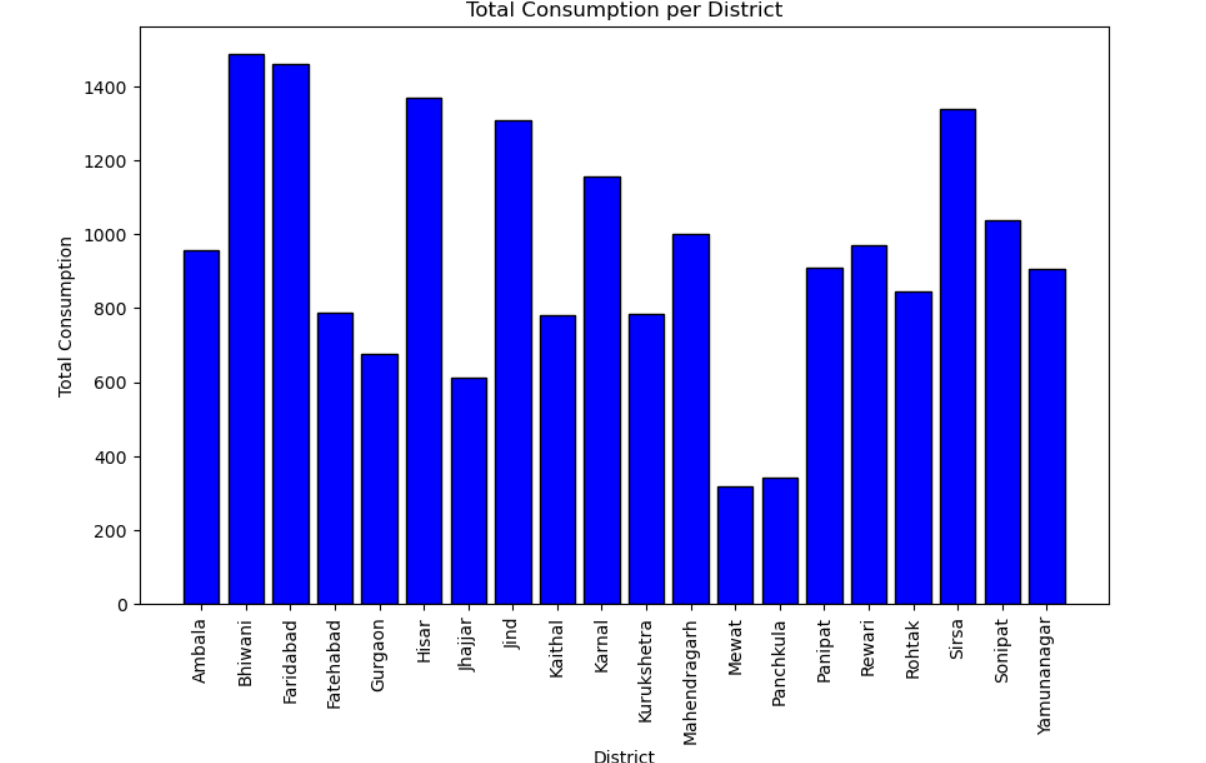 Total Consumption per District
Total Consumption
1400
1200
1000
800
600
400
200
0
Ambala
Bhiwani
Faridabad
Fatehabad
Gurgaon
Hisar
Jhajjar
Jind
Kaithal
Karnal
Kurukshetra
Mahendragarh
Mewat
Panchkula
Panipat
Rewari
Rohtak
Sirsa
Sonipat
Yamunanagar
District